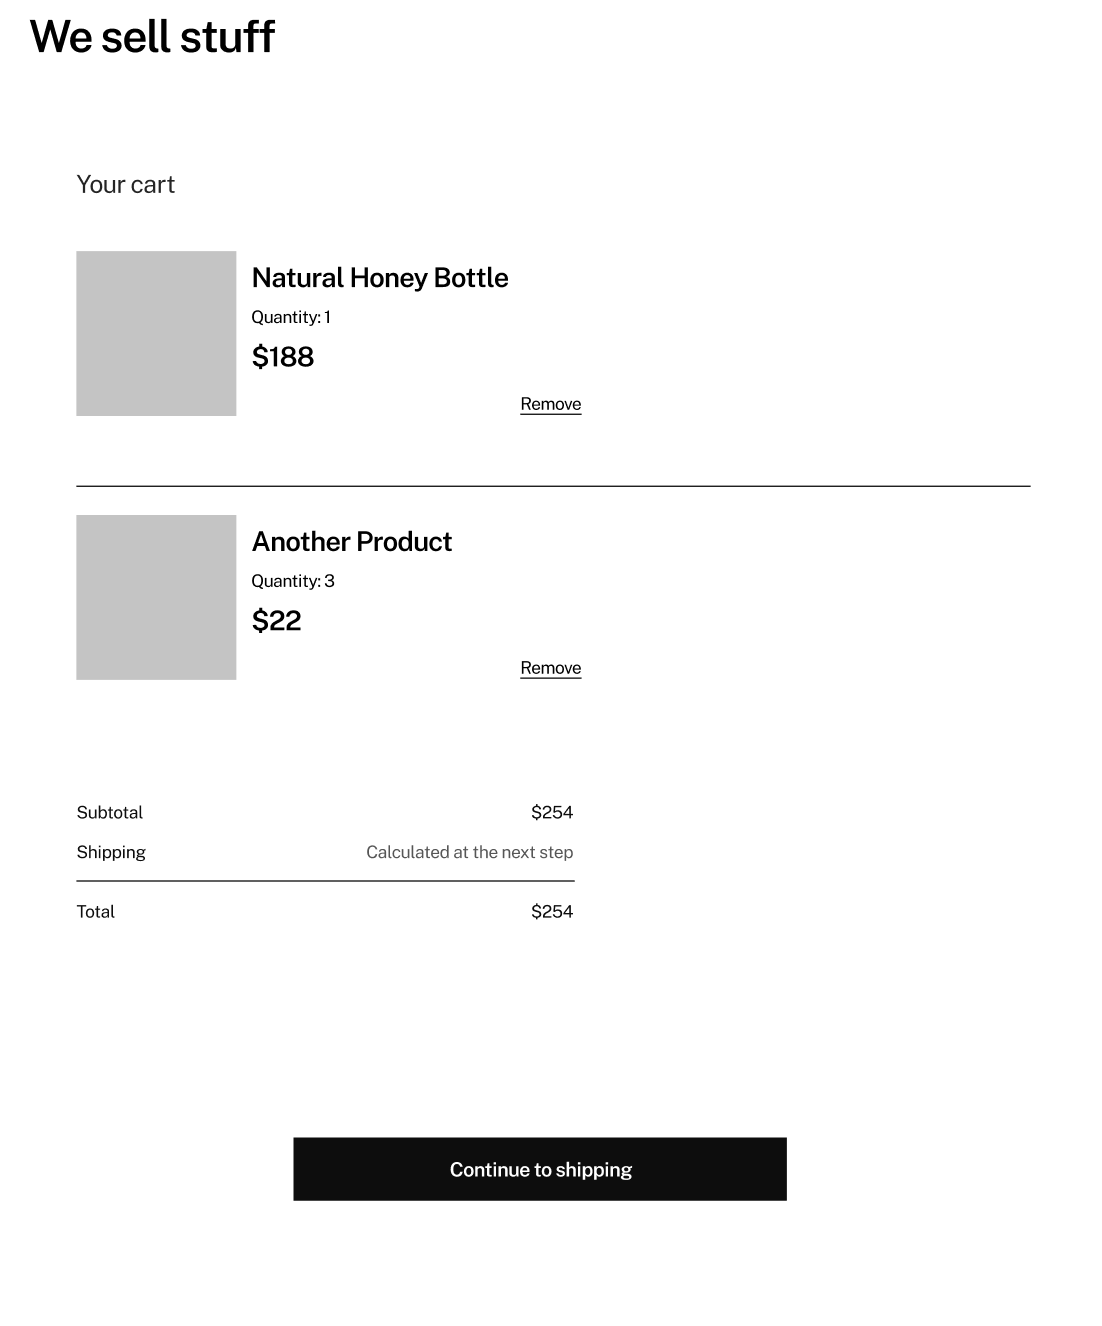 We sell stuff
Your cart
Natural Honey Bottle
Quantity: 1
$188
Remove
Another Product
Quantity: 3
$22
Remove
Subtotal $254
Shipping Calculated at the next step
Total $254
Continue to shipping